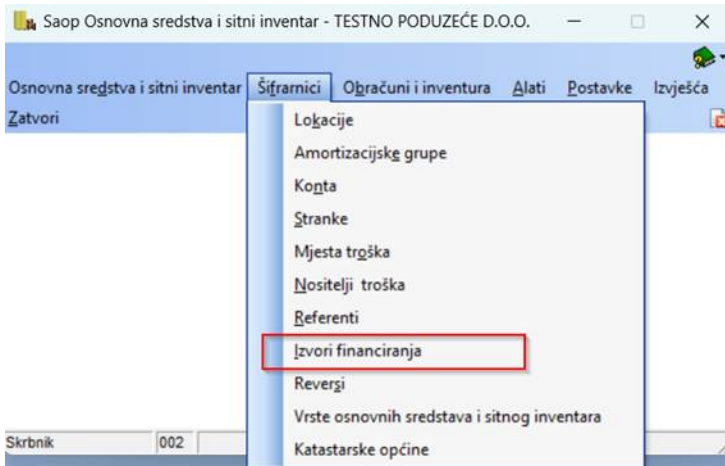 Saop Osnovna sredstva i sitni inventar - TESTNO PODUZEĆE D.O.O.
Osnovna sredstva i sitni inventar Šifrarnici Obračuni i inventura Alati Postavke Izvješća
Zatvori
Lokacije
Amortizacijske grupe
Konta
Stranke
Mjesta troška
Nositelji troška
Referenti
Izvori financiranja
Reversi
Vrste osnovnih sredstava i sitnog inventara
Katastarske općine
Skrbnik 002